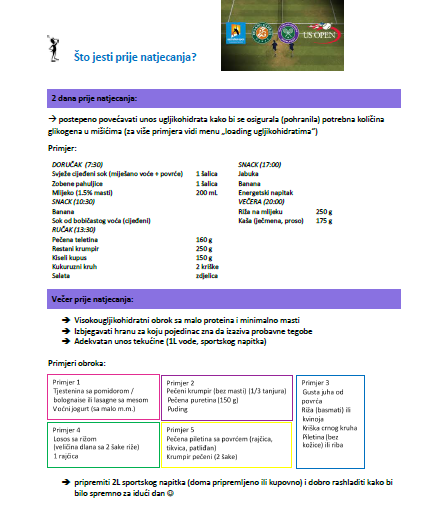 US OPEN
Što jesti prije natjecanja?
2 dana prije natjecanja:
→ postepeno povećavati unos ugljikohidrata kako bi se osigurala (pohranila) potrebna količina
glikogena u mišićima (za više primjera vidi menu „loading ugljikohidratima“)
Primjer:
DORUČAK (7:30)
Svježe cijeđeni sok (miješano voće + povrće) 1 šalica
Zobene pahuljice 1 šalica
Mlijeko (1.5% masti) 200 mL
SNACK (10:30)
Banana
Sok od bobičastog voća (cijeđeni)
RUČAK (13:30)
Pečena teletina 160 g
Restani krumpir 250 g
Kiseli kupus 150 g
Kukuruzni kruh 2 kriške
Salata zdjelica
SNACK (17:00)
Jabuka
Banana
Energetski napitak
VEČERA (20:00)
Riža na mlijeku 250 g
Kaša (ječmena, proso) 175 g
Večer prije natjecanja:
→ Visokougljikohidratni obrok sa malo proteina i minimalno masti
→ Izbjegavati hranu za koju pojedinac zna da izaziva probavne tegobe
→ Adekvatan unos tekućine (1L vode, sportskog napitka)
Primjeri obroka:
Primjer 1
Tjestenina sa pomidorom /
bolognaise ili lasagne sa mesom
Voćni jogurt (sa malo m.m.)
Primjer 2
Pečeni krumpir (bez masti) (1/3 tanjura)
Pečena puretina (150 g)
Puding
Primjer 3
Gusta juha od
povrća
Riža (basmati) ili
kvinoja
Kriška crnog kruha
Piletina (bez
kožice) ili riba
Primjer 4
Losos sa rižom
(veličina dlana sa 2 šake riže)
1 rajčica
Primjer 5
Pečena piletina sa povrćem (rajčica,
tikvica, patliđan)
Krumpir pečeni (2 šake)
→ pripremiti 2L sportskog napitka (doma pripremljeno ili kupovno) i dobro rashladiti kako bi
bilo spremno za idući dan ☺